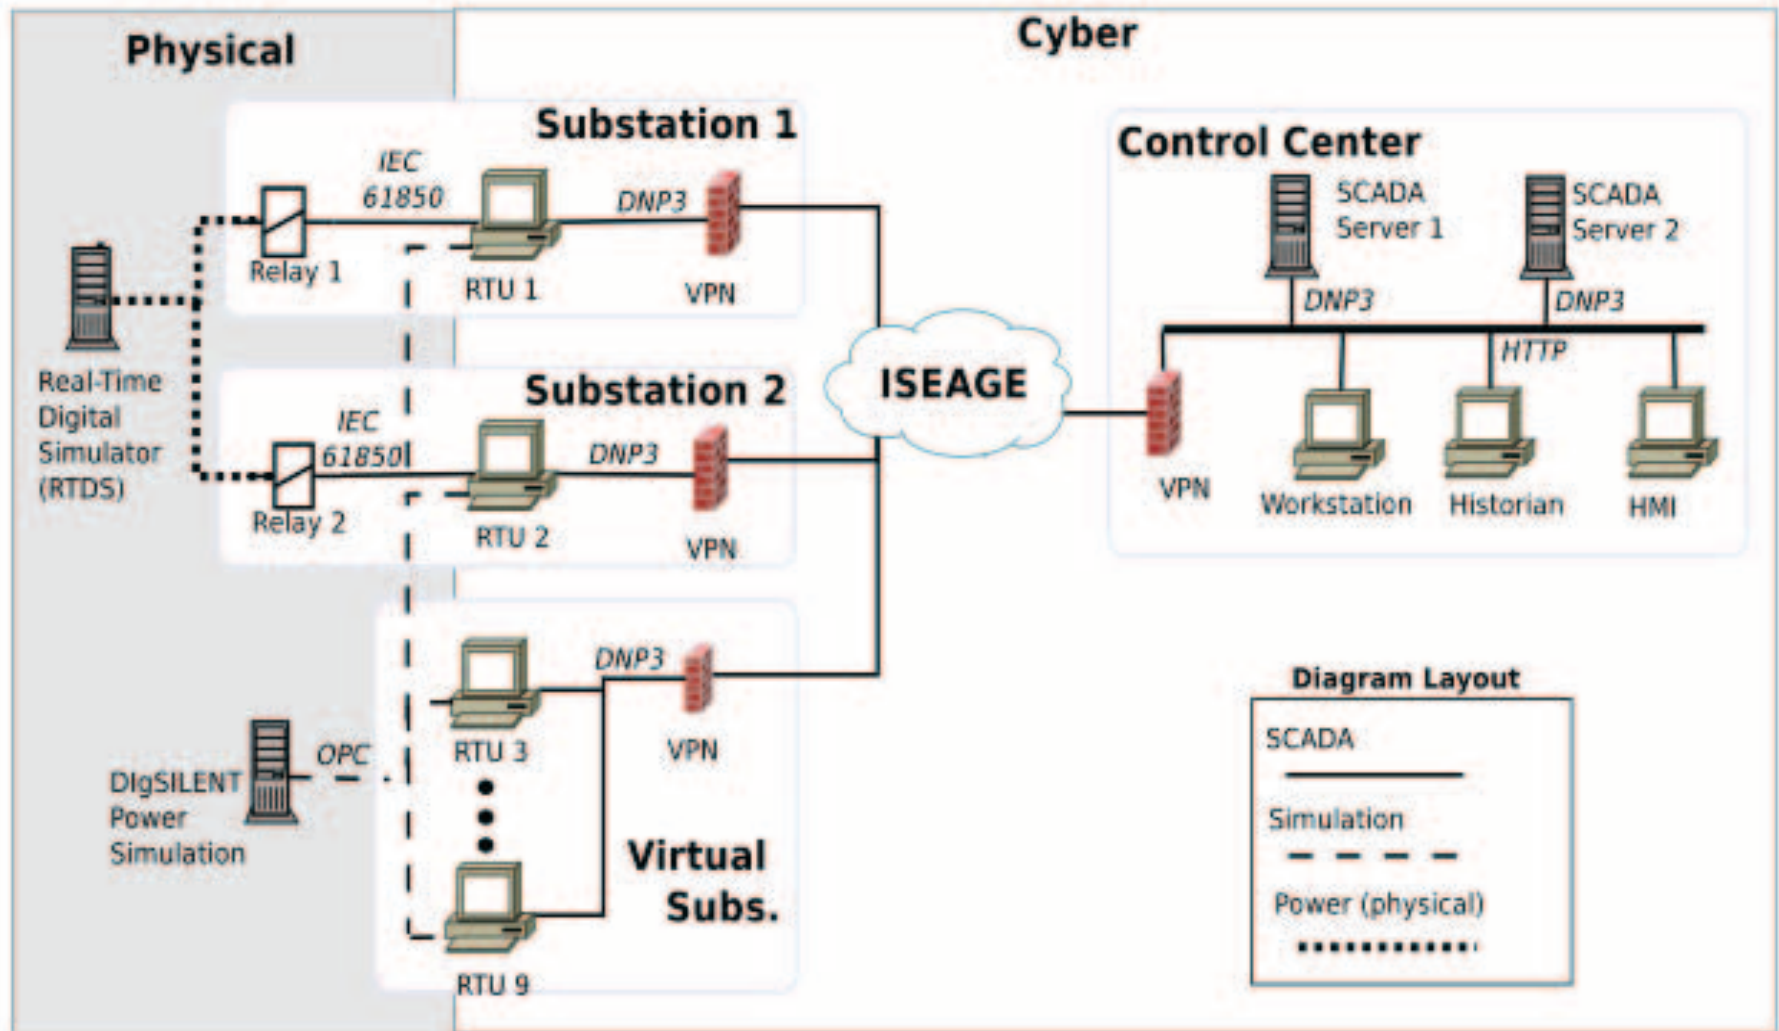 Physical
Cyber
Substation 1
IEC
61850
DNP3
Relay 1
RTU 1
VPN
Real-Time
Digital
Simulator
(RTDS)
Substation 2
IEC
61850
DNP3
Relay 2
RTU 2
VPN
DNP3
RTU 3
VPN
OPC
DIgSILENT
Power
Simulation
Virtual
Subs.
RTU 9
ISEAGE
Control Center
SCADA
Server 1
SCADA
Server 2
DNP3
DNP3
HTTP
VPN
Workstation
Historian
HMI
Diagram Layout
SCADA
Simulation
Power (physical)